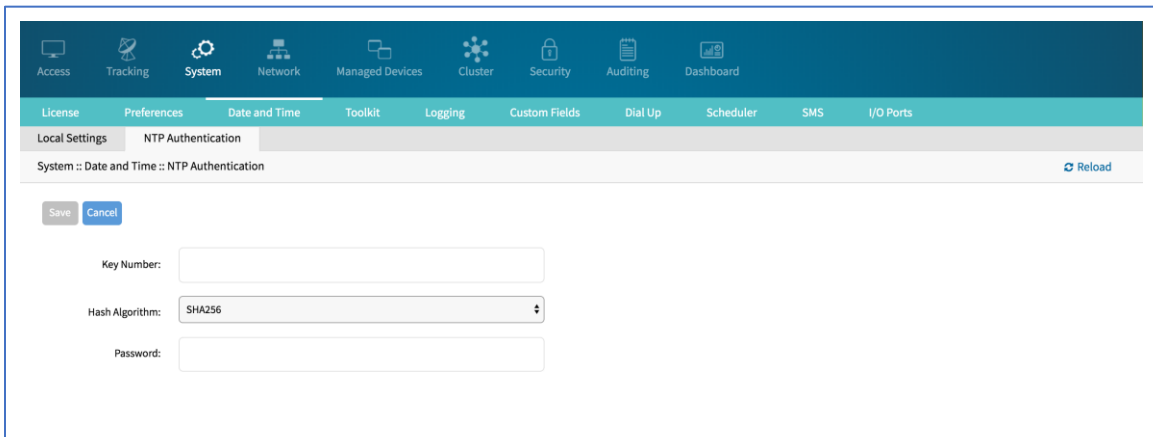 Access Tracking System Network Managed Devices Cluster Security Auditing Dashboard
License Preferences Date and Time Toolkit Logging Custom Fields Dial Up Scheduler SMS I/O Ports
Local Settings NTP Authentication
System :: Date and Time :: NTP Authentication Reload
Save Cancel
Key Number:
Hash Algorithm: SHA256
Password: